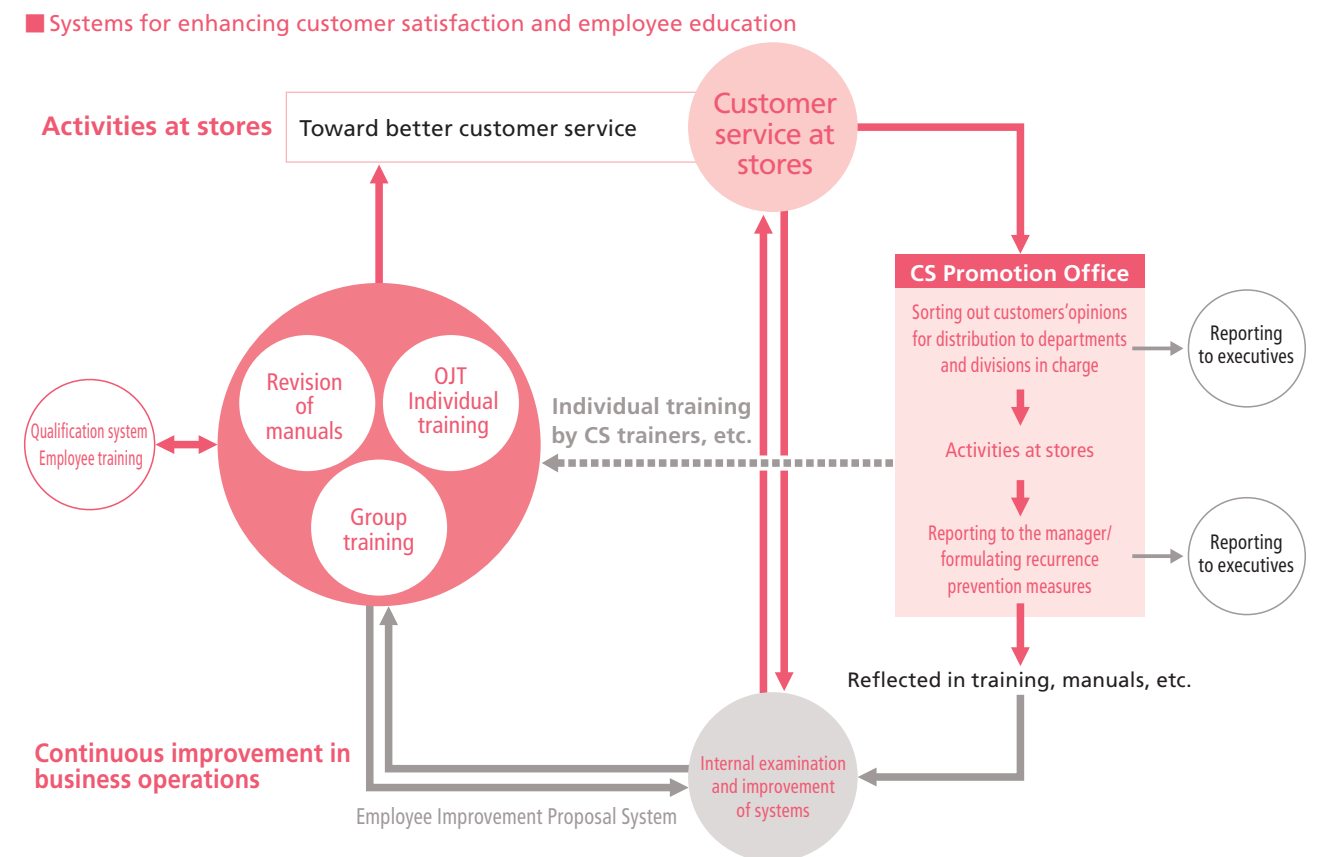 Systems for enhancing customer satisfaction and employee education
Activities at stores
Toward better customer service
Customer
service at
stores
CS Promotion Office
Sorting out customers'opinions
for distribution to departments
and divisions in charge
Reporting
to executives
Activities at stores
Reporting to the manager/
formulating recurrence
prevention measures
Reporting
to executives
Reflected in training, manuals, etc.
Individual training
by CS trainers, etc.
Revision
of
manuals
OJT
Individual
training
Group
training
Qualification system
Employee training
Continuous improvement in
business operations
Employee Improvement Proposal System
Internal examination
and improvement
of systems